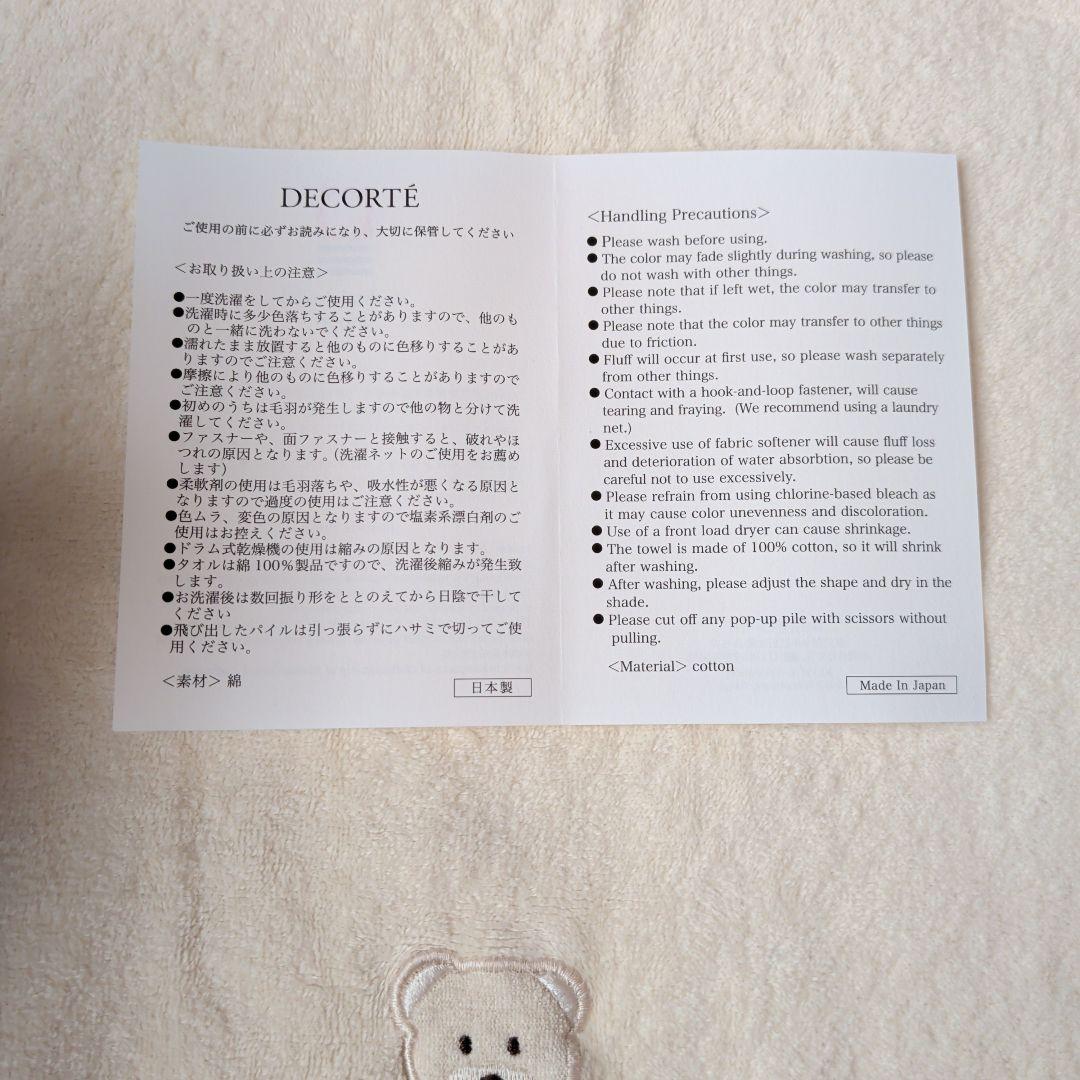 DECORTÉ
ご使用の前に必ずお読みになり、大切に保管してください
＜お取り扱い上の注意＞
●一度洗濯をしてからご使用ください。
●洗濯時に多少色落ちすることがありますので、他のも
のと一緒に洗わないでください。
●濡れたまま放置すると他のものに色移りすることがあ
りますのでご注意ください。
●摩擦により他のものに色移りすることがありますので
ご注意ください。
●初めのうちは毛羽が発生しますので他の物と分けて洗
濯してください。
●ファスナーや、面ファスナーと接触すると、破れやほ
つれの原因となります。（洗濯ネットのご使用をお薦め
します）
●柔軟剤の使用は毛羽落ちや、吸水性が悪くなる原因と
なりますので過度の使用はご注意ください。
●色ムラ、変色の原因となりますので塩素系漂白剤のご
使用はお控えください。
●ドラム式乾燥機の使用は縮みの原因となります。
●タオルは綿100％製品ですので、洗濯後縮みが発生致
します。
●お洗濯後は数回振り形をととのえてから日陰で干して
ください
●飛び出したパイルは引っ張らずにハサミで切ってご使
用ください。
＜素材＞ 綿
日本製
＜Handling Precautions＞
● Please wash before using.
● The color may fade slightly during washing, so please
do not wash with other things.
● Please note that if left wet, the color may transfer to
other things.
● Please note that the color may transfer to other things
due to friction.
● Fluff will occur at first use, so please wash separately
from other things.
● Contact with a hook-and-loop fastener, will cause
tearing and fraying. (We recommend using a laundry
net.)
● Excessive use of fabric softener will cause fluff loss
and deterioration of water absorbtion, so please be
careful not to use excessively.
● Please refrain from using chlorine-based bleach as
it may cause color unevenness and discoloration.
● Use of a front load dryer can cause shrinkage.
● The towel is made of 100% cotton, so it will shrink
after washing.
● After washing, please adjust the shape and dry in the
shade.
● Please cut off any pop-up pile with scissors without
pulling.
＜Material＞ cotton
Made In Japan